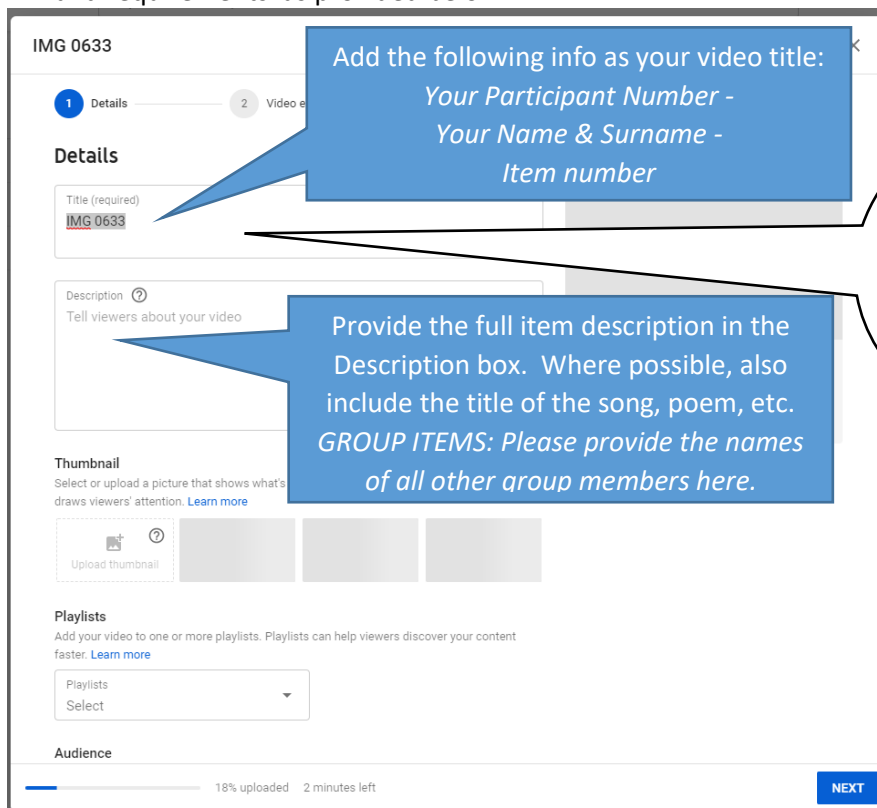 IMG 0633
Add the following info as your video title:
Your Participant Number -
Your Name & Surname -
Item number
1 Details
2 Video e
Details
Title (required)
IMG 0633
Description
Tell viewers about your video
Provide the full item description in the
Description box. Where possible, also
include the title of the song, poem, etc.
GROUP ITEMS: Please provide the names
of all other group members here.
Thumbnail
Select or upload a picture that shows what's
draws viewers' attention. Learn more
Upload thumbnail
Playlists
Add your video to one or more playlists. Playlists can help viewers discover your content
faster. Learn more
Playlists
Select
Audience
18% uploaded 2 minutes left
NEXT